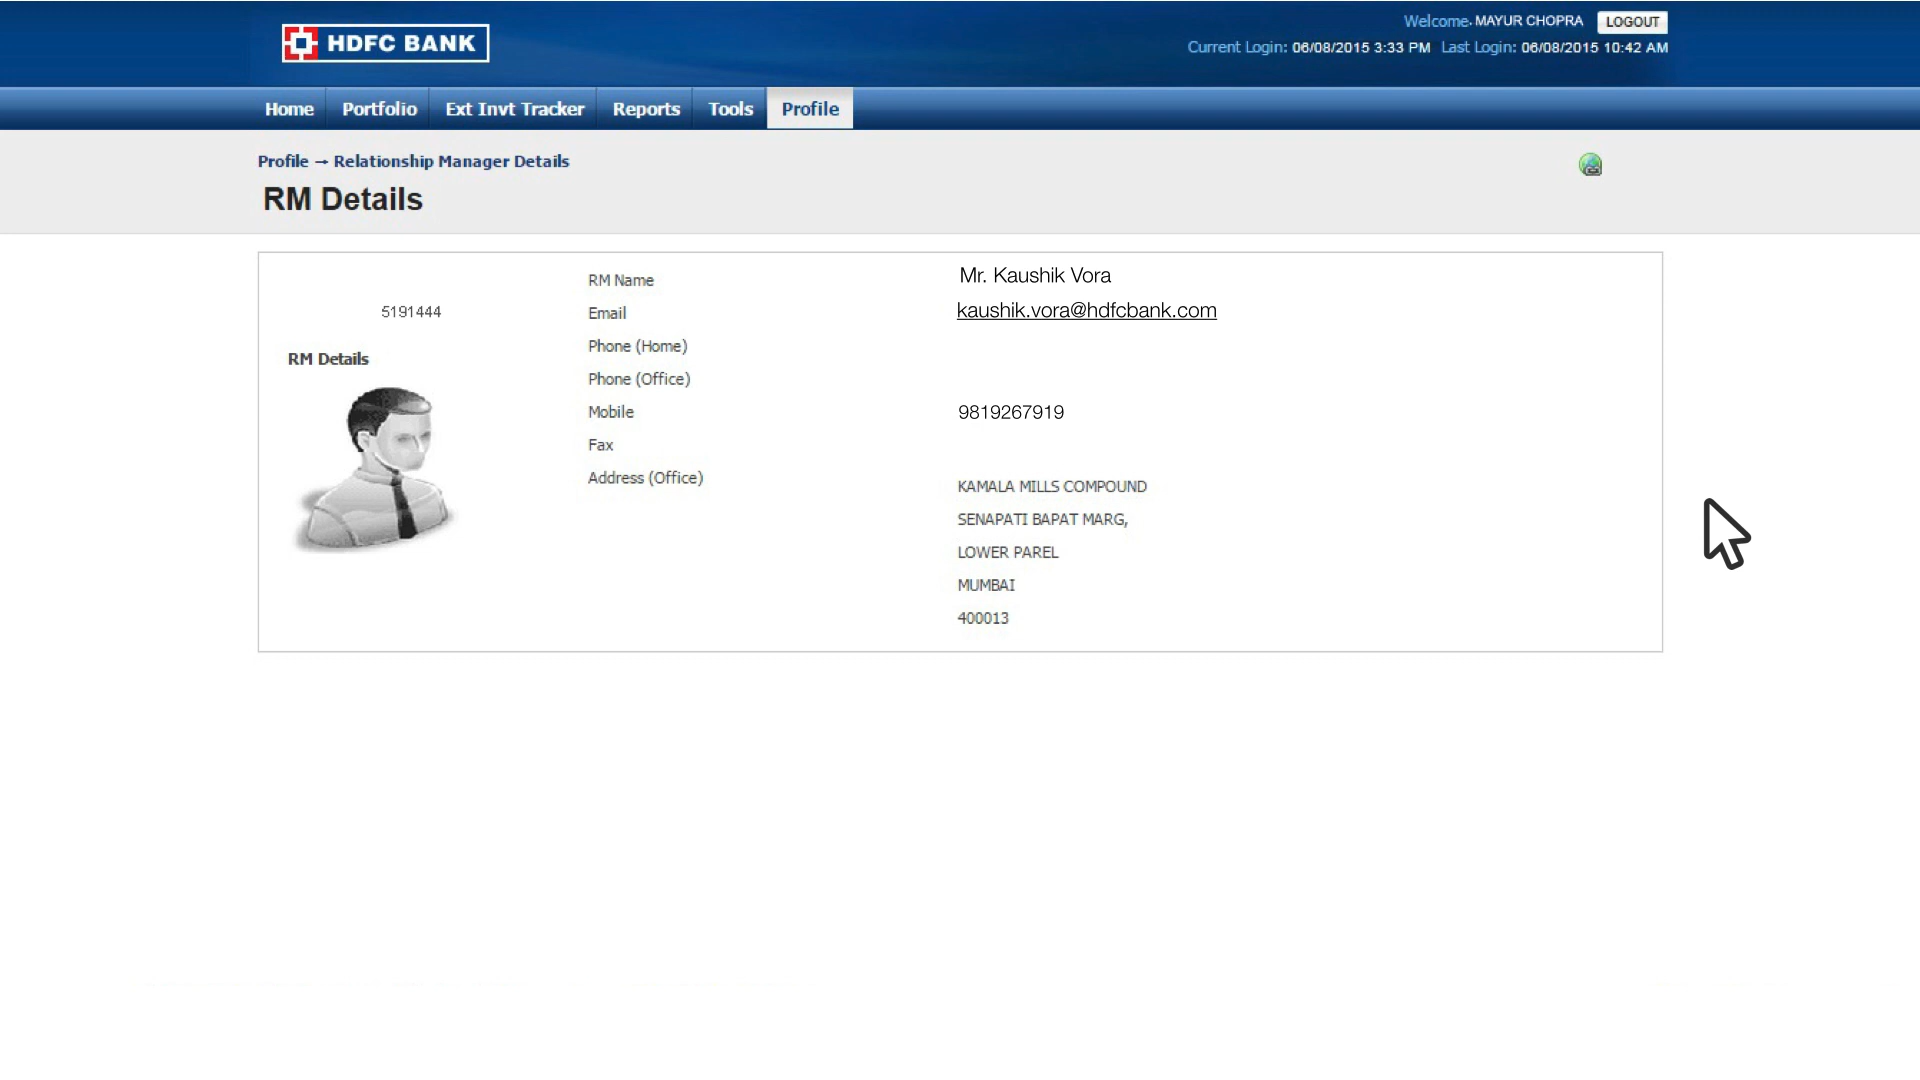 HDFC BANK
Welcome, MAYUR CHOPRA LOGOUT
Current Login: 06/08/2015 3:33 PM Last Login: 06/08/2015 10:42 AM
Home Portfolio Ext Invt Tracker Reports Tools Profile
Profile → Relationship Manager Details
RM Details
5191444
RM Details
RM Name Mr. Kaushik Vora
Email kaushik.vora@hdfcbank.com
Phone (Home)
Phone (Office)
Mobile 9819267919
Fax
Address (Office) KAMALA MILLS COMPOUND
SENAPATI BAPAT MARG,
LOWER PAREL
MUMBAI
400013